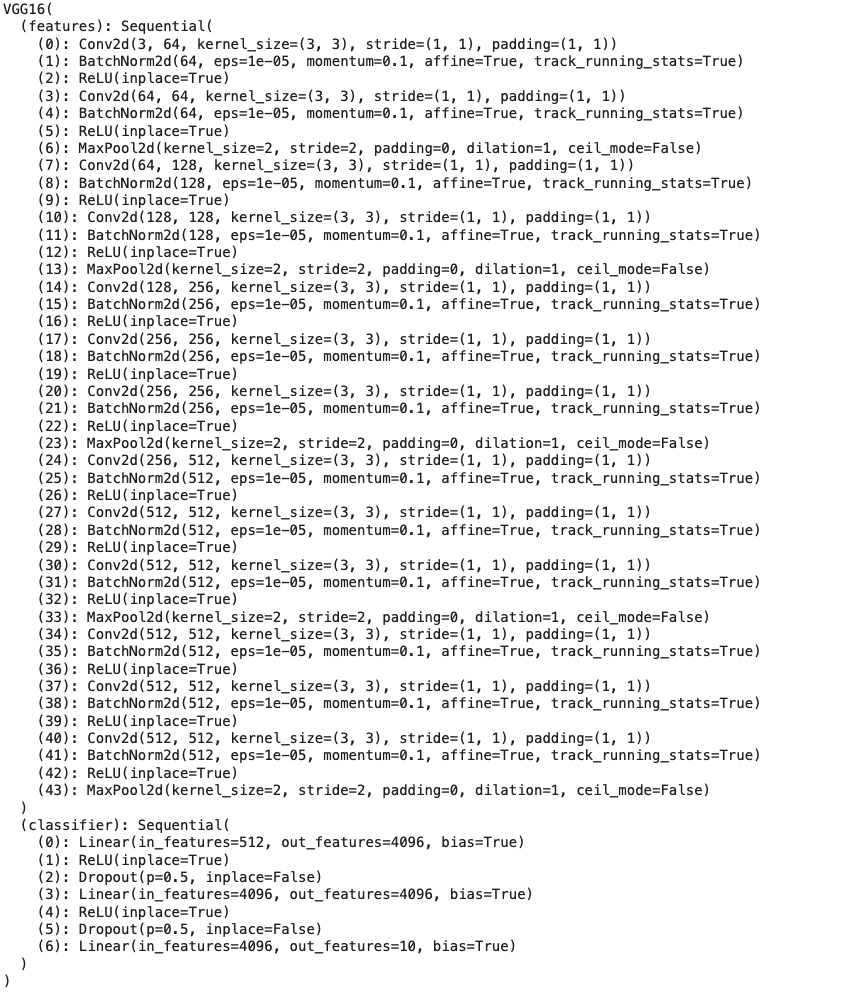 VGG16(
  (features): Sequential(
    (0): Conv2d(3, 64, kernel_size=(3, 3), stride=(1, 1), padding=(1, 1))
    (1): BatchNorm2d(64, eps=1e-05, momentum=0.1, affine=True, track_running_stats=True)
    (2): ReLU(inplace=True)
    (3): Conv2d(64, 64, kernel_size=(3, 3), stride=(1, 1), padding=(1, 1))
    (4): BatchNorm2d(64, eps=1e-05, momentum=0.1, affine=True, track_running_stats=True)
    (5): ReLU(inplace=True)
    (6): MaxPool2d(kernel_size=2, stride=2, padding=0, dilation=1, ceil_mode=False)
    (7): Conv2d(64, 128, kernel_size=(3, 3), stride=(1, 1), padding=(1, 1))
    (8): BatchNorm2d(128, eps=1e-05, momentum=0.1, affine=True, track_running_stats=True)
    (9): ReLU(inplace=True)
    (10): Conv2d(128, 128, kernel_size=(3, 3), stride=(1, 1), padding=(1, 1))
    (11): BatchNorm2d(128, eps=1e-05, momentum=0.1, affine=True, track_running_stats=True)
    (12): ReLU(inplace=True)
    (13): MaxPool2d(kernel_size=2, stride=2, padding=0, dilation=1, ceil_mode=False)
    (14): Conv2d(128, 256, kernel_size=(3, 3), stride=(1, 1), padding=(1, 1))
    (15): BatchNorm2d(256, eps=1e-05, momentum=0.1, affine=True, track_running_stats=True)
    (16): ReLU(inplace=True)
    (17): Conv2d(256, 256, kernel_size=(3, 3), stride=(1, 1), padding=(1, 1))
    (18): BatchNorm2d(256, eps=1e-05, momentum=0.1, affine=True, track_running_stats=True)
    (19): ReLU(inplace=True)
    (20): Conv2d(256, 256, kernel_size=(3, 3), stride=(1, 1), padding=(1, 1))
    (21): BatchNorm2d(256, eps=1e-05, momentum=0.1, affine=True, track_running_stats=True)
    (22): ReLU(inplace=True)
    (23): MaxPool2d(kernel_size=2, stride=2, padding=0, dilation=1, ceil_mode=False)
    (24): Conv2d(256, 512, kernel_size=(3, 3), stride=(1, 1), padding=(1, 1))
    (25): BatchNorm2d(512, eps=1e-05, momentum=0.1, affine=True, track_running_stats=True)
    (26): ReLU(inplace=True)
    (27): Conv2d(512, 512, kernel_size=(3, 3), stride=(1, 1), padding=(1, 1))
    (28): BatchNorm2d(512, eps=1e-05, momentum=0.1, affine=True, track_running_stats=True)
    (29): ReLU(inplace=True)
    (30): Conv2d(512, 512, kernel_size=(3, 3), stride=(1, 1), padding=(1, 1))
    (31): BatchNorm2d(512, eps=1e-05, momentum=0.1, affine=True, track_running_stats=True)
    (32): ReLU(inplace=True)
    (33): MaxPool2d(kernel_size=2, stride=2, padding=0, dilation=1, ceil_mode=False)
    (34): Conv2d(512, 512, kernel_size=(3, 3), stride=(1, 1), padding=(1, 1))
    (35): BatchNorm2d(512, eps=1e-05, momentum=0.1, affine=True, track_running_stats=True)
    (36): ReLU(inplace=True)
    (37): Conv2d(512, 512, kernel_size=(3, 3), stride=(1, 1), padding=(1, 1))
    (38): BatchNorm2d(512, eps=1e-05, momentum=0.1, affine=True, track_running_stats=True)
    (39): ReLU(inplace=True)
    (40): Conv2d(512, 512, kernel_size=(3, 3), stride=(1, 1), padding=(1, 1))
    (41): BatchNorm2d(512, eps=1e-05, momentum=0.1, affine=True, track_running_stats=True)
    (42): ReLU(inplace=True)
    (43): MaxPool2d(kernel_size=2, stride=2, padding=0, dilation=1, ceil_mode=False)
  )
  (classifier): Sequential(
    (0): Linear(in_features=512, out_features=4096, bias=True)
    (1): ReLU(inplace=True)
    (2): Dropout(p=0.5, inplace=False)
    (3): Linear(in_features=4096, out_features=4096, bias=True)
    (4): ReLU(inplace=True)
    (5): Dropout(p=0.5, inplace=False)
    (6): Linear(in_features=4096, out_features=10, bias=True)
  )
)